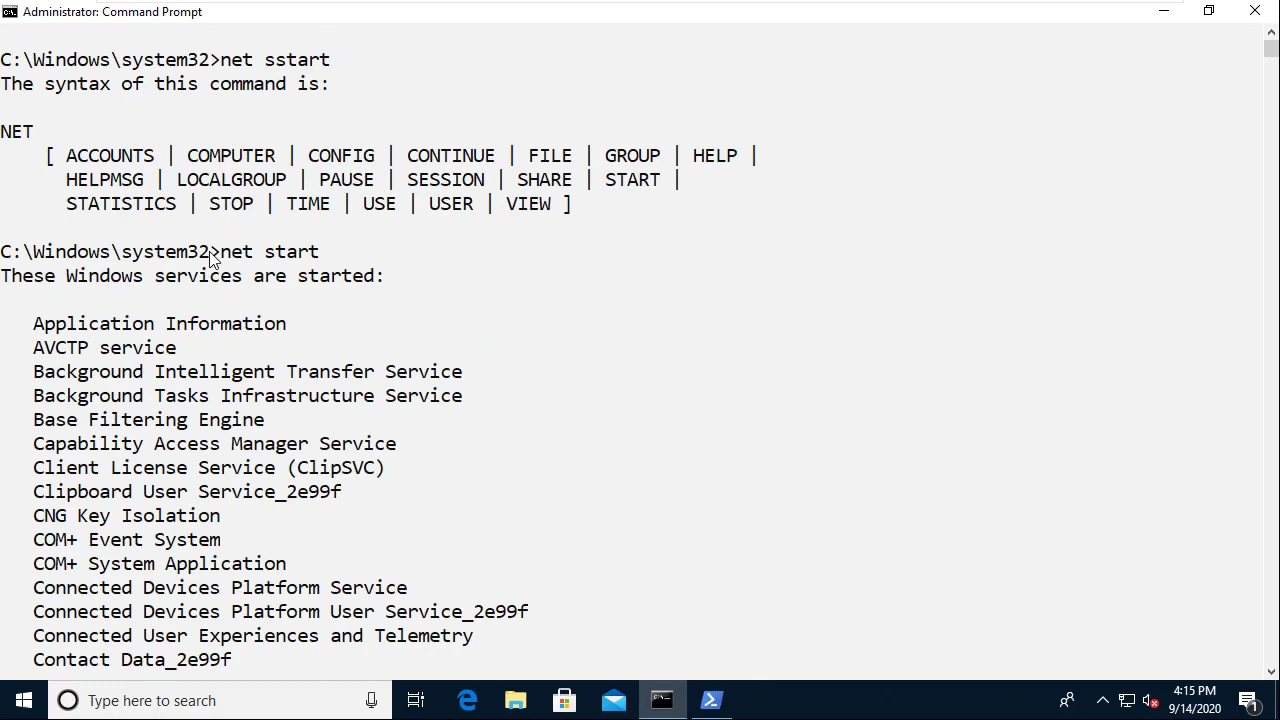 Administrator: Command Prompt
C:\Windows\system32>net sstart
The syntax of this command is:
NET
[ ACCOUNTS | COMPUTER | CONFIG | CONTINUE | FILE | GROUP | HELP |
HELPMSG | LOCALGROUP | PAUSE | SESSION | SHARE | START |
STATISTICS | STOP | TIME | USE | USER | VIEW ]
C:\Windows\system32>net start
These Windows services are started:
Application Information
AVCTP service
Background Intelligent Transfer Service
Background Tasks Infrastructure Service
Base Filtering Engine
Capability Access Manager Service
Client License Service (ClipSVC)
Clipboard User Service_2e99f
CNG Key Isolation
COM+ Event System
COM+ System Application
Connected Devices Platform Service
Connected Devices Platform User Service_2e99f
Connected User Experiences and Telemetry
Contact Data_2e99f
Type here to search
4:15 PM
9/14/2020
1